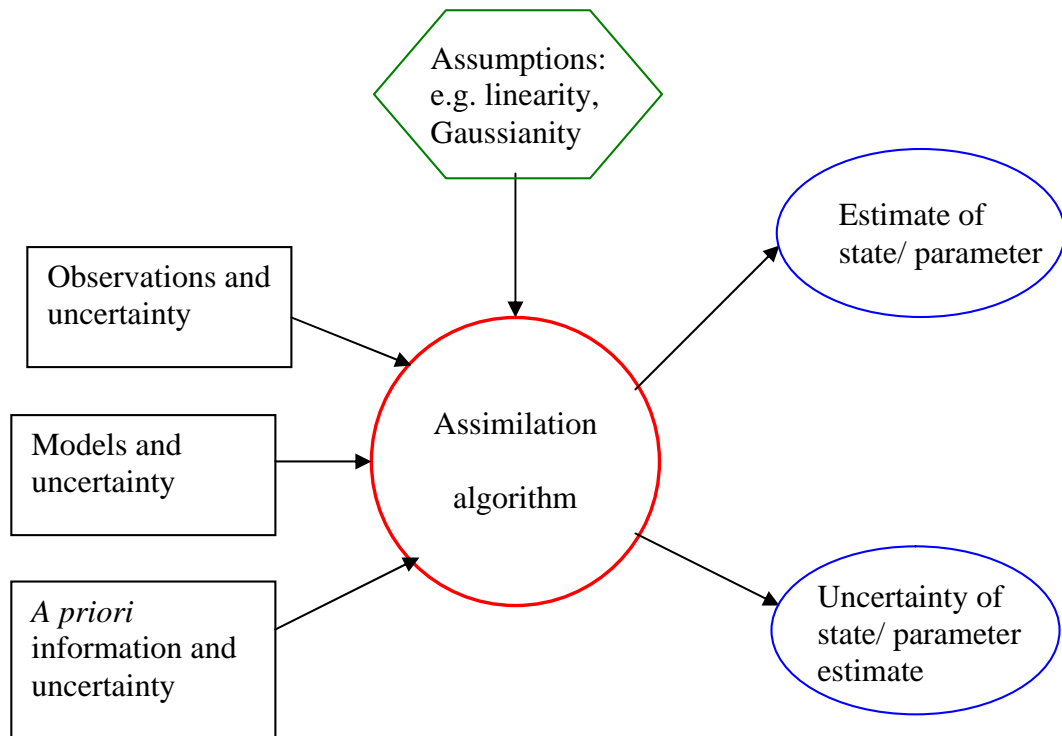 Assumptions:
e.g. linearity,
Gaussianity
Estimate of
state/ parameter
Observations and
uncertainty
Models and
uncertainty
Assimilation
algorithm
A priori
information and
uncertainty
Uncertainty of
state/ parameter
estimate